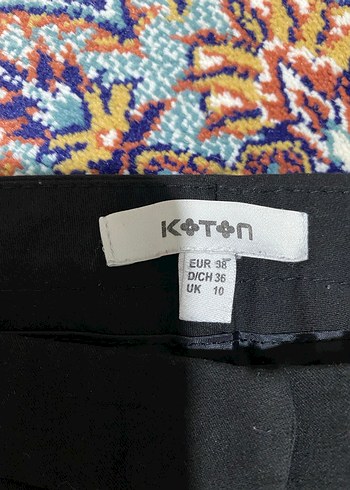 KOTON
EUR 38
D/CH 36
UK 10